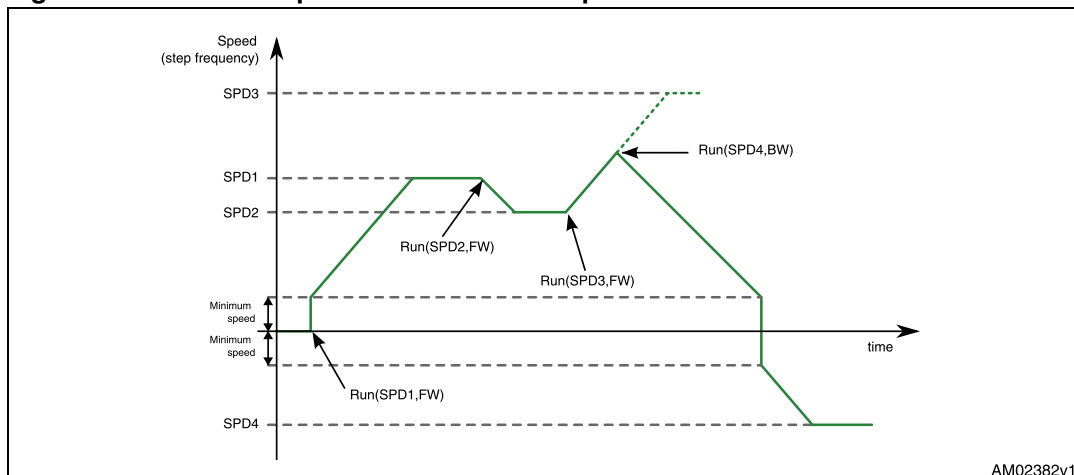 Speed
(step frequency)
SPD3
Run(SPD4,BW)
SPD1
SPD2
Run(SPD2,FW)
Run(SPD3,FW)
Minimum
speed
Minimum
speed
time
Run(SPD1,FW)
SPD4
AM02382v1